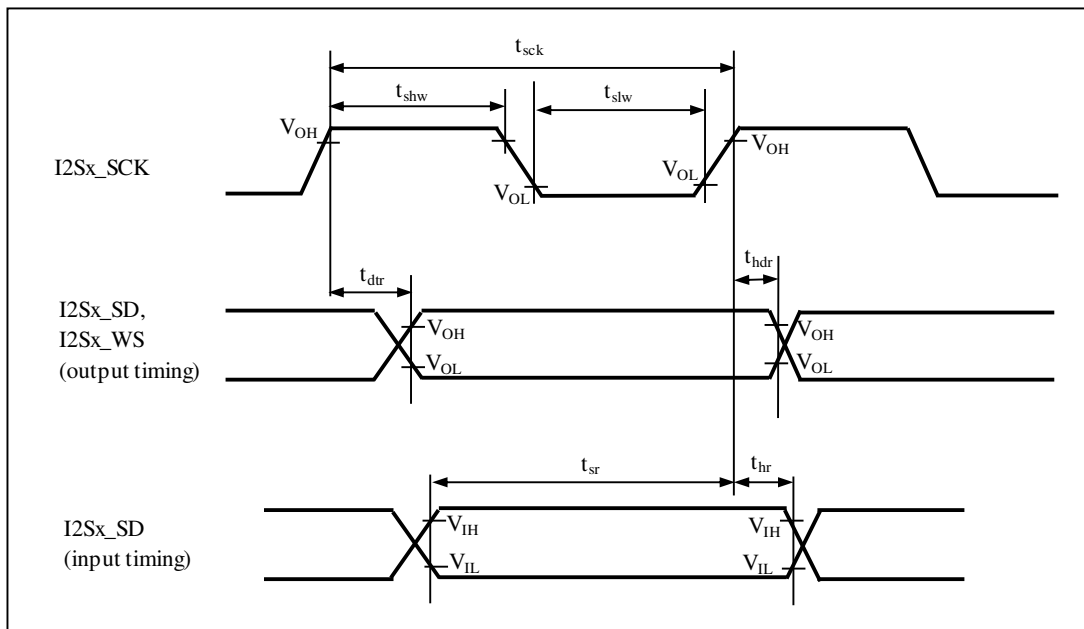 t_sck
t_shw
t_slw
V_OH
V_OH
I2Sx_SCK
V_OL
V_OL
t_dtr
t_hdr
I2Sx_SD,
I2Sx_WS
(output timing)
V_OH
V_OH
V_OL
V_OL
t_sr
t_hr
I2Sx_SD
(input timing)
V_IH
V_IH
V_IL
V_IL